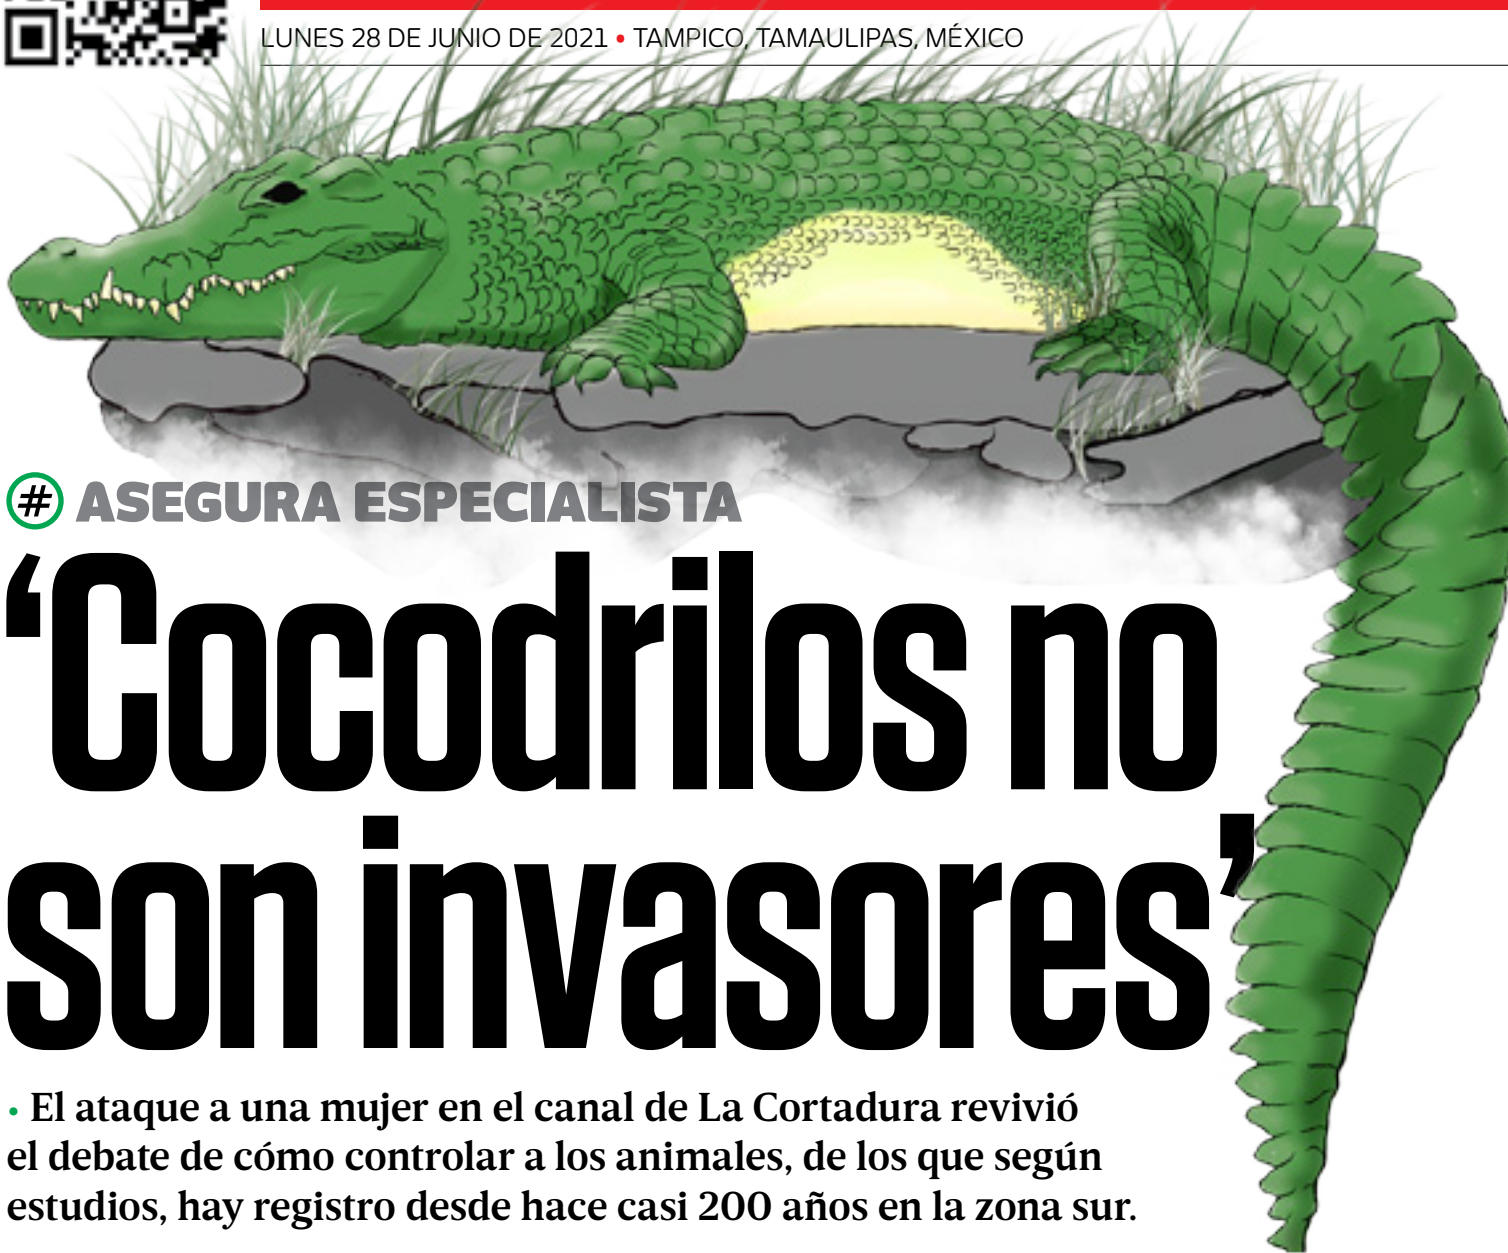 LUNES 28 DE JUNIO DE 2021 • TAMPICO, TAMAULIPAS, MÉXICO
# ASEGURA ESPECIALISTA
‘Cocodrilos no
son invasores’
• El ataque a una mujer en el canal de La Cortadura revivió
el debate de cómo controlar a los animales, de los que según
estudios, hay registro desde hace casi 200 años en la zona sur.